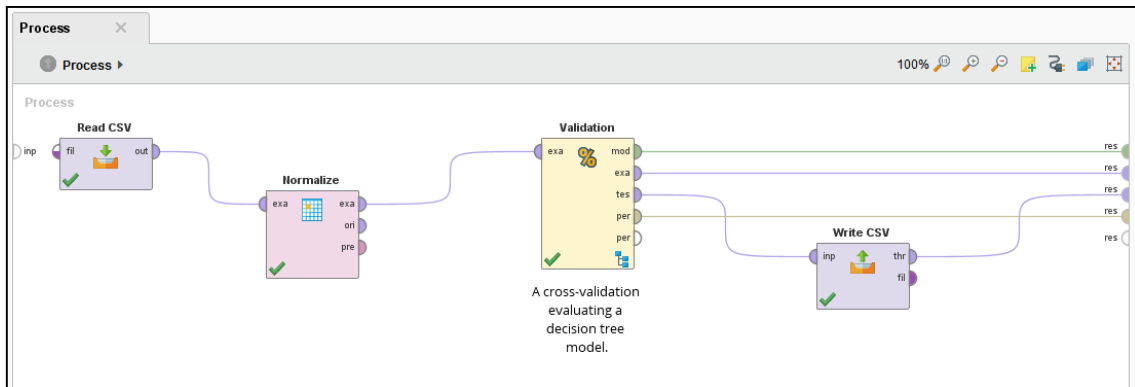 Process
Process
100%
Process
Read CSV
inp
fil
out
Normalize
exa
exa
ori
pre
Validation
exa
%
mod
exa
tes
per
per
A cross-validation
evaluating a
decision tree
model.
Write CSV
inp
thr
fil
res
res
res
res
res